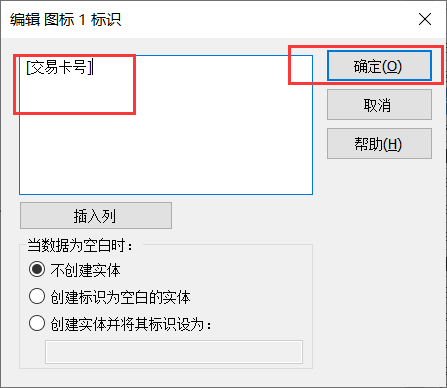 编辑 图标 1 标识
[交易卡号]
确定(O)
取消
帮助(H)
插入列
当数据为空白时：
不创建实体
创建标识为空白的实体
创建实体并将其标识设为：